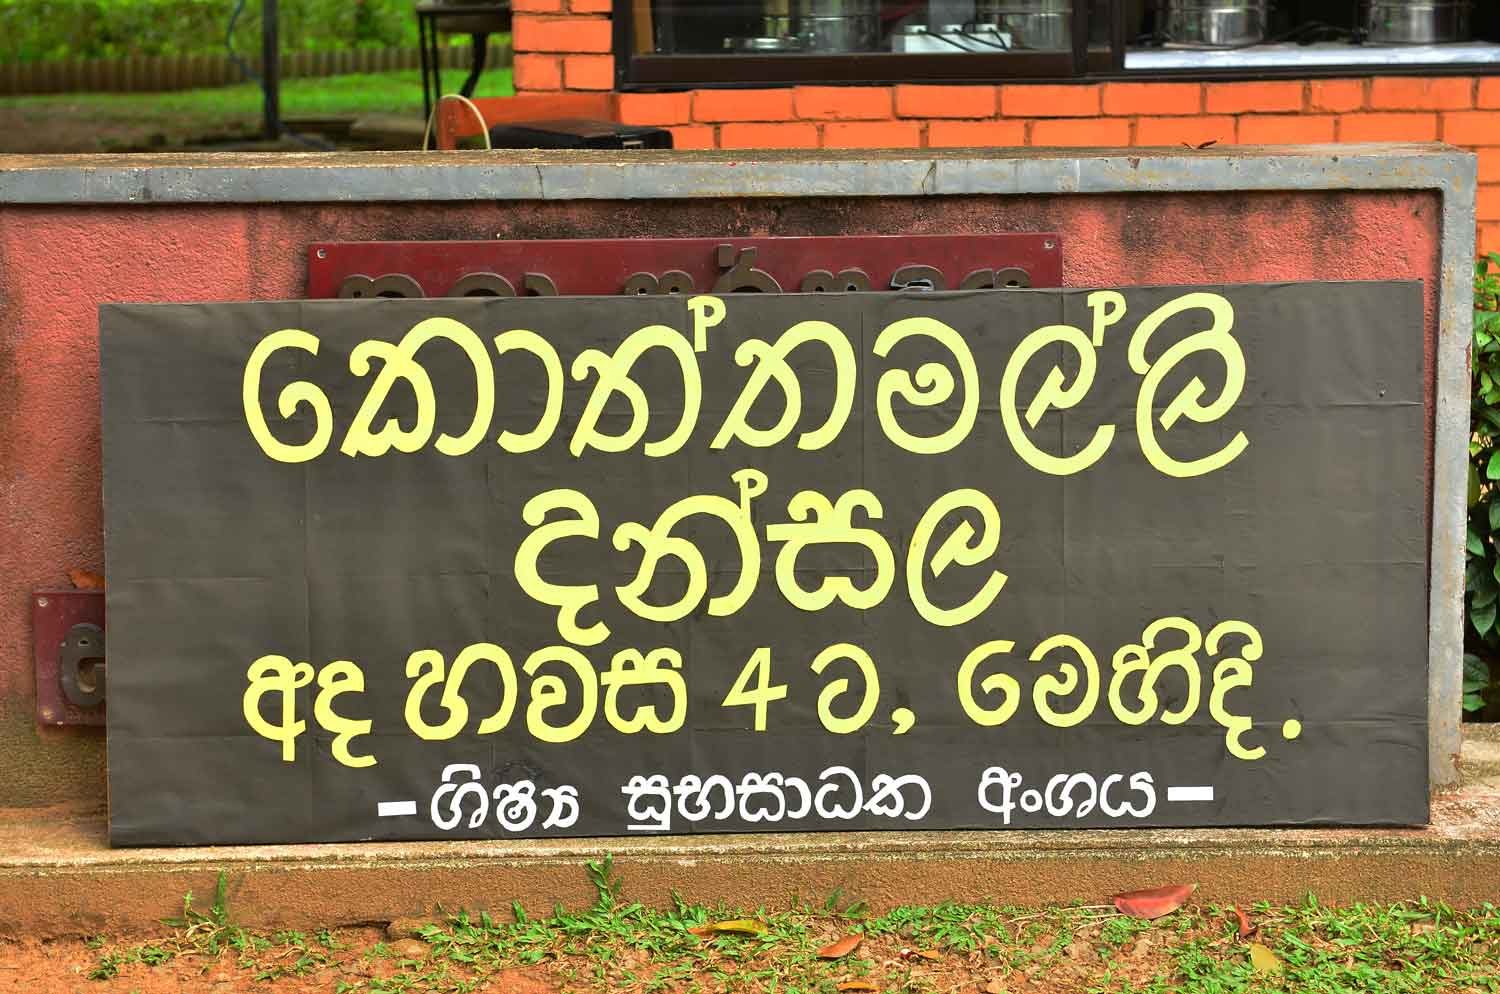 කොත්තමල්ලි
දන්සල
අද හවස 4 ට, මෙහිදී.
- ශිෂ්‍ය සුභසාධක අංශය -